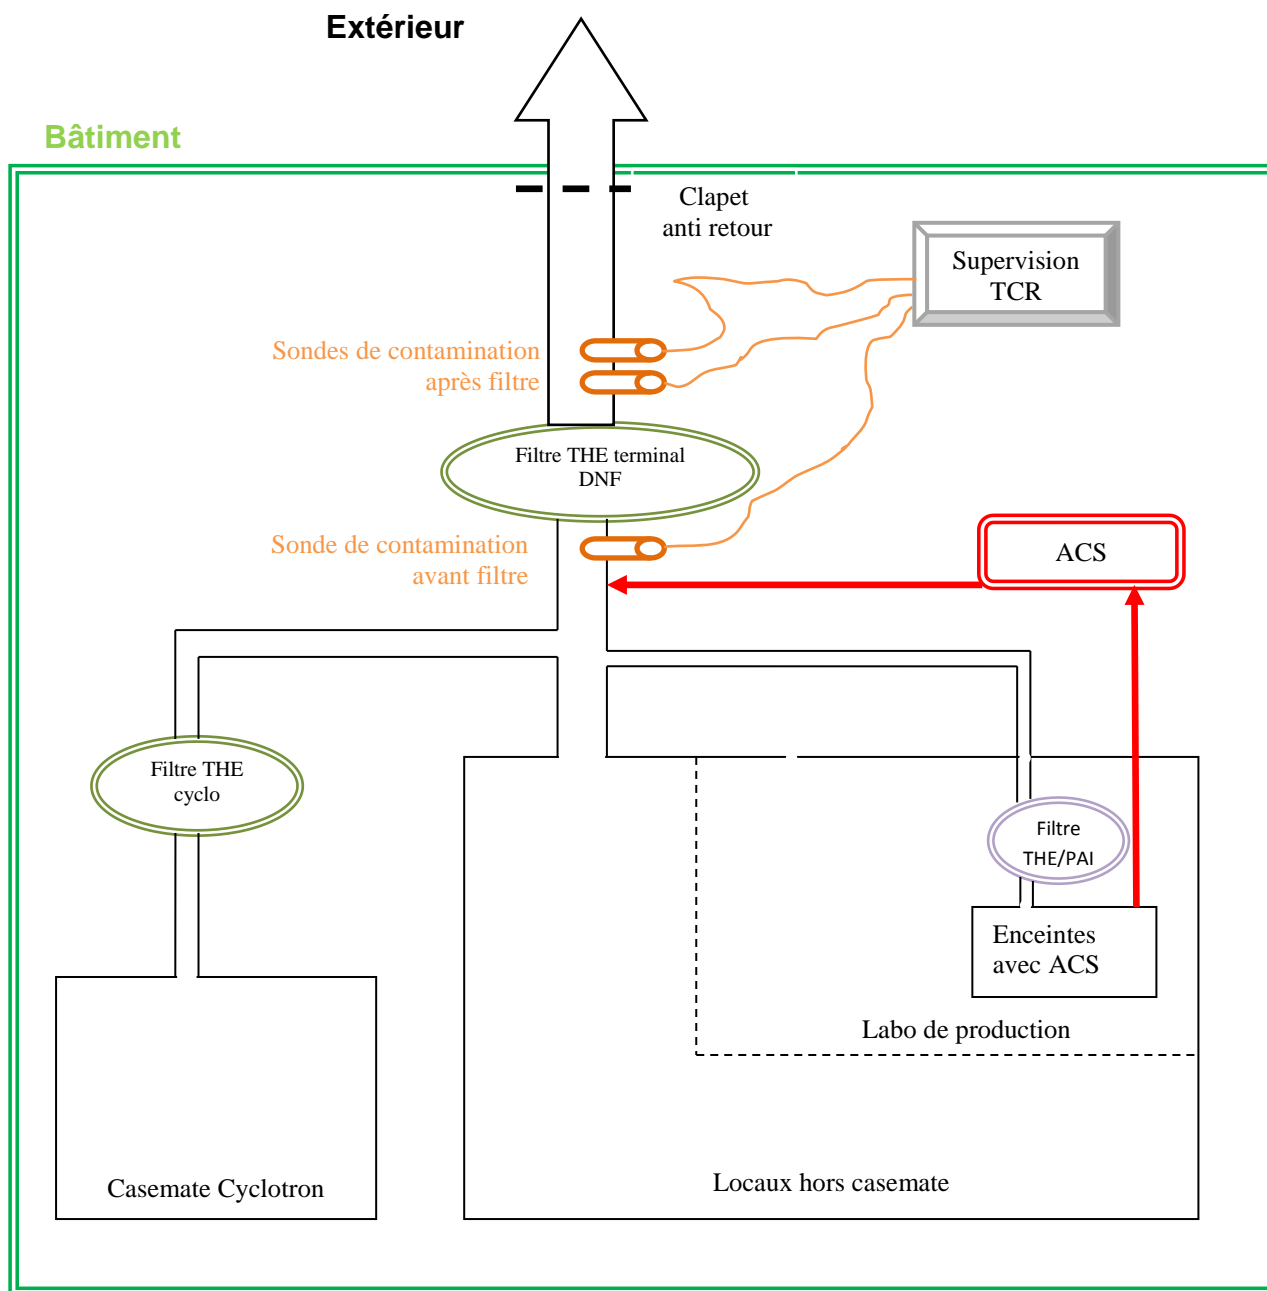 Extérieur
Bâtiment
Clapet
anti retour
Supervision
TCR
Sondes de contamination
après filtre
Filtre THE terminal
DNF
Sonde de contamination
avant filtre
ACS
Filtre THE
cyclo
Filtre
THE/PAI
Enceintes
avec ACS
Labo de production
Casemate Cyclotron
Locaux hors casemate